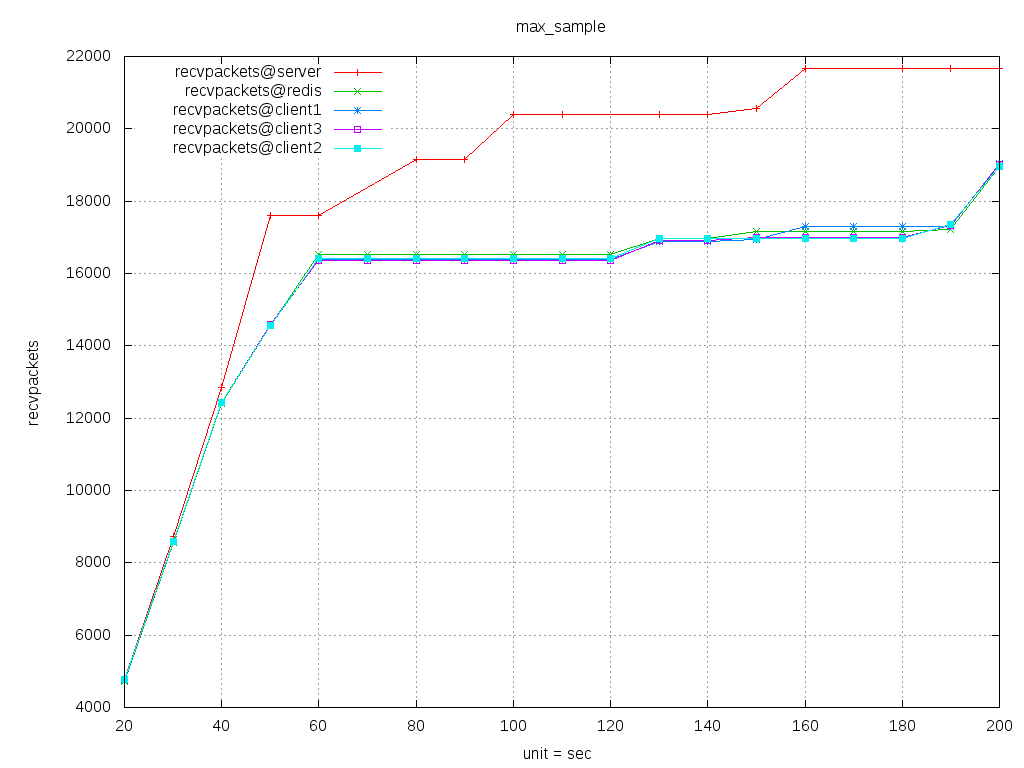 max_sample
22000
20000
18000
16000
14000
12000
10000
8000
6000
4000
recvpackets
recvpackets@server
recvpackets@redis
recvpackets@client1
recvpackets@client3
recvpackets@client2
20 40 60 80 100 120 140 160 180 200
unit = sec